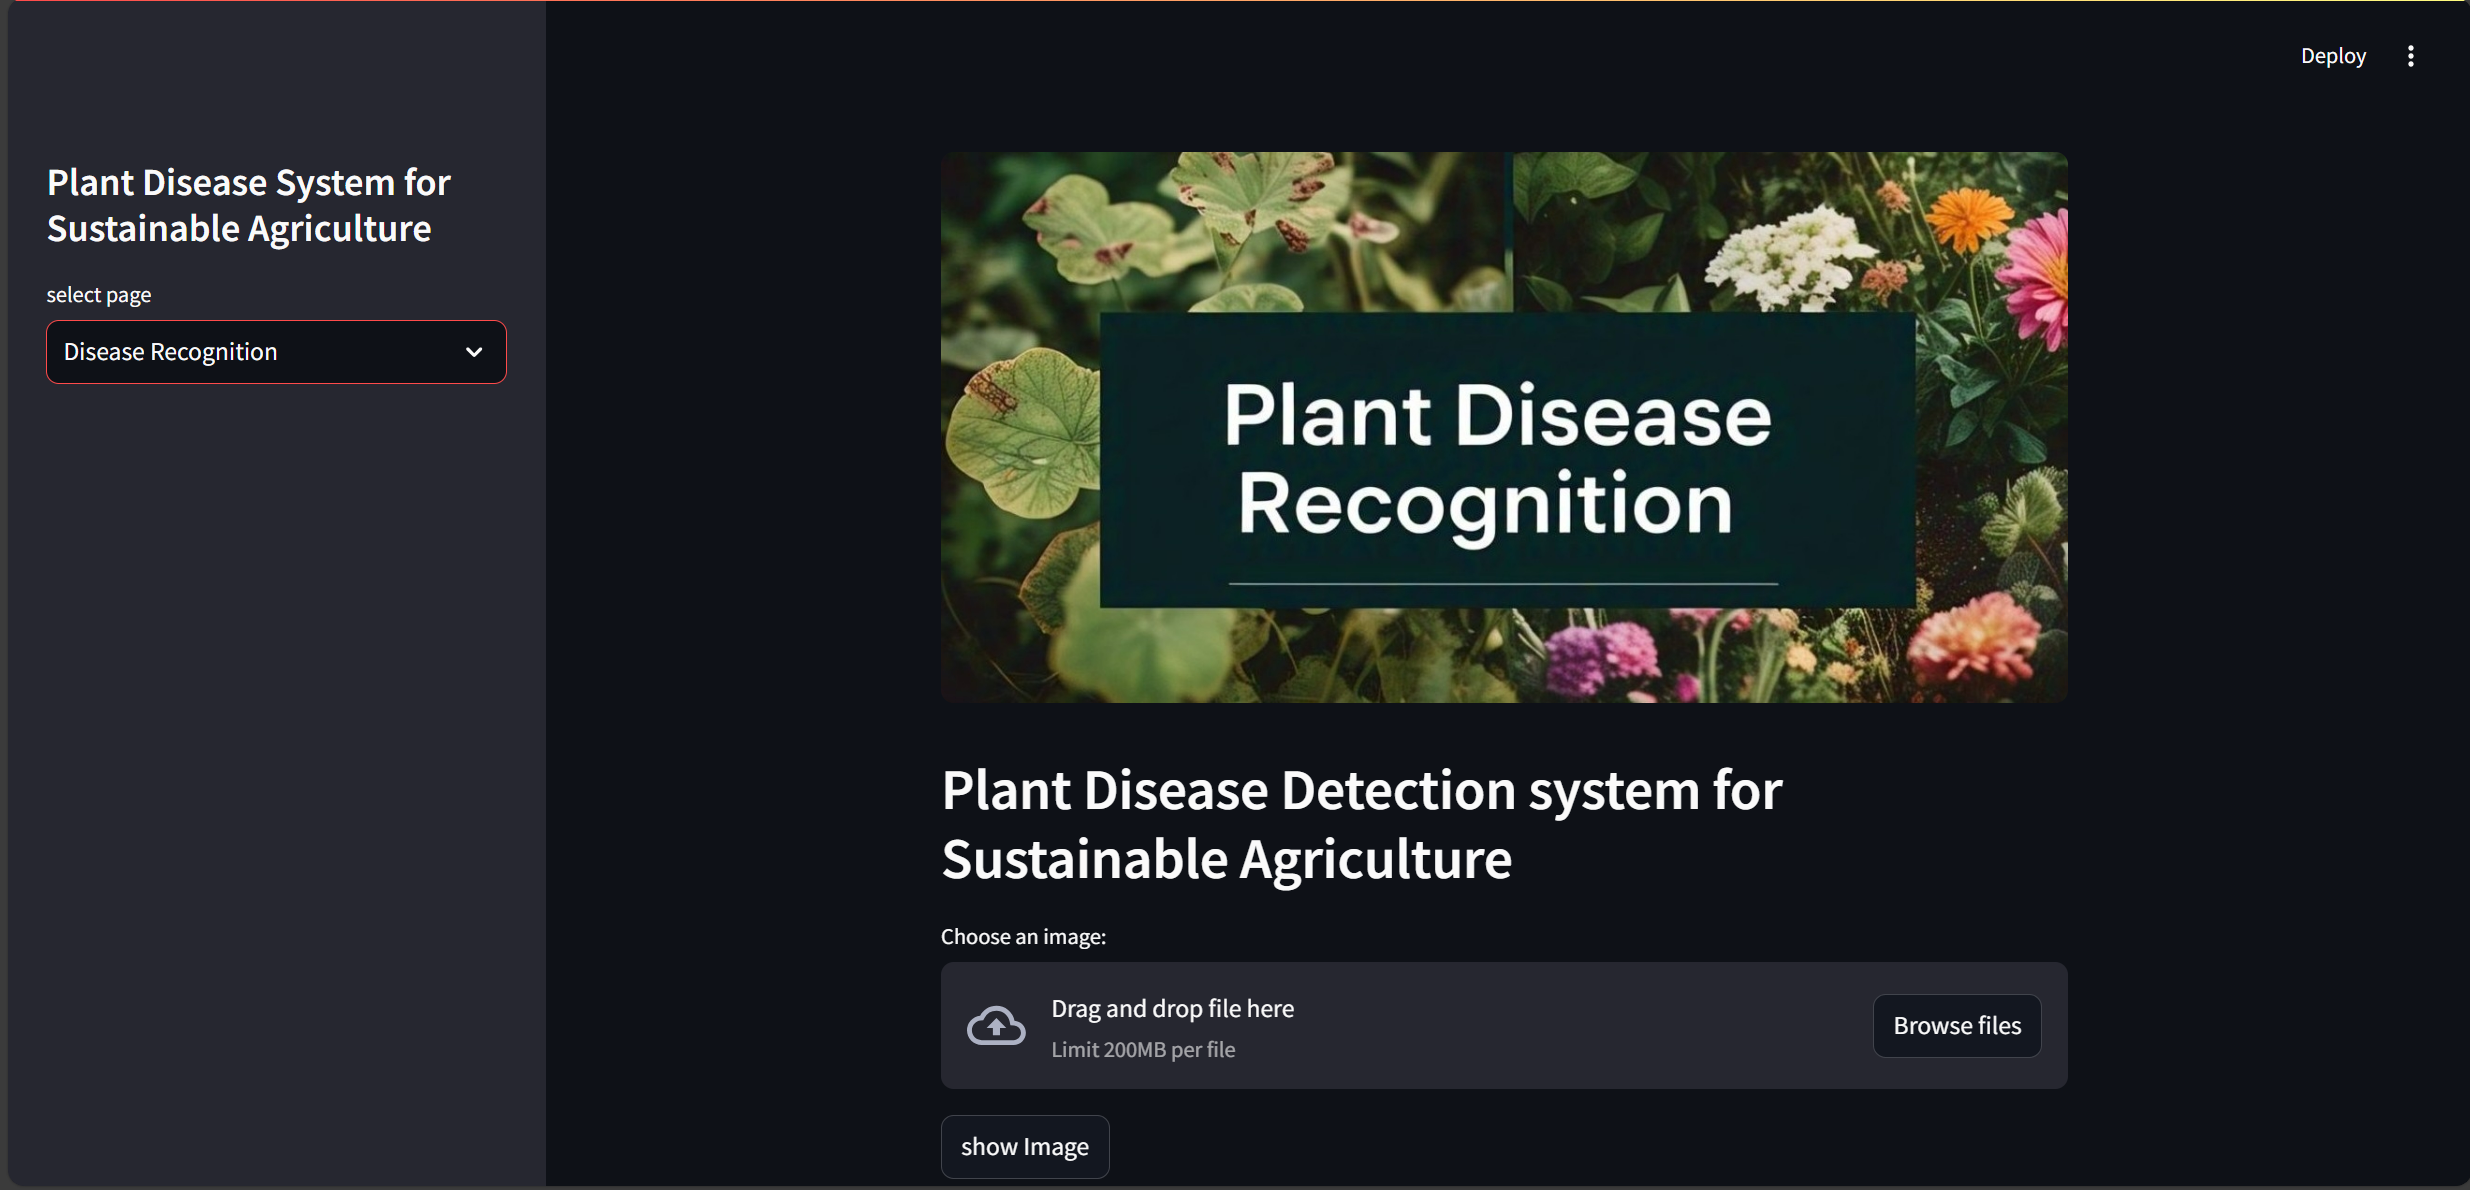 Deploy
Plant Disease System for
Sustainable Agriculture
select page
Disease Recognition
Plant Disease
Recognition
Plant Disease Detection system for
Sustainable Agriculture
Choose an image:
Drag and drop file here
Limit 200MB per file
Browse files
show Image